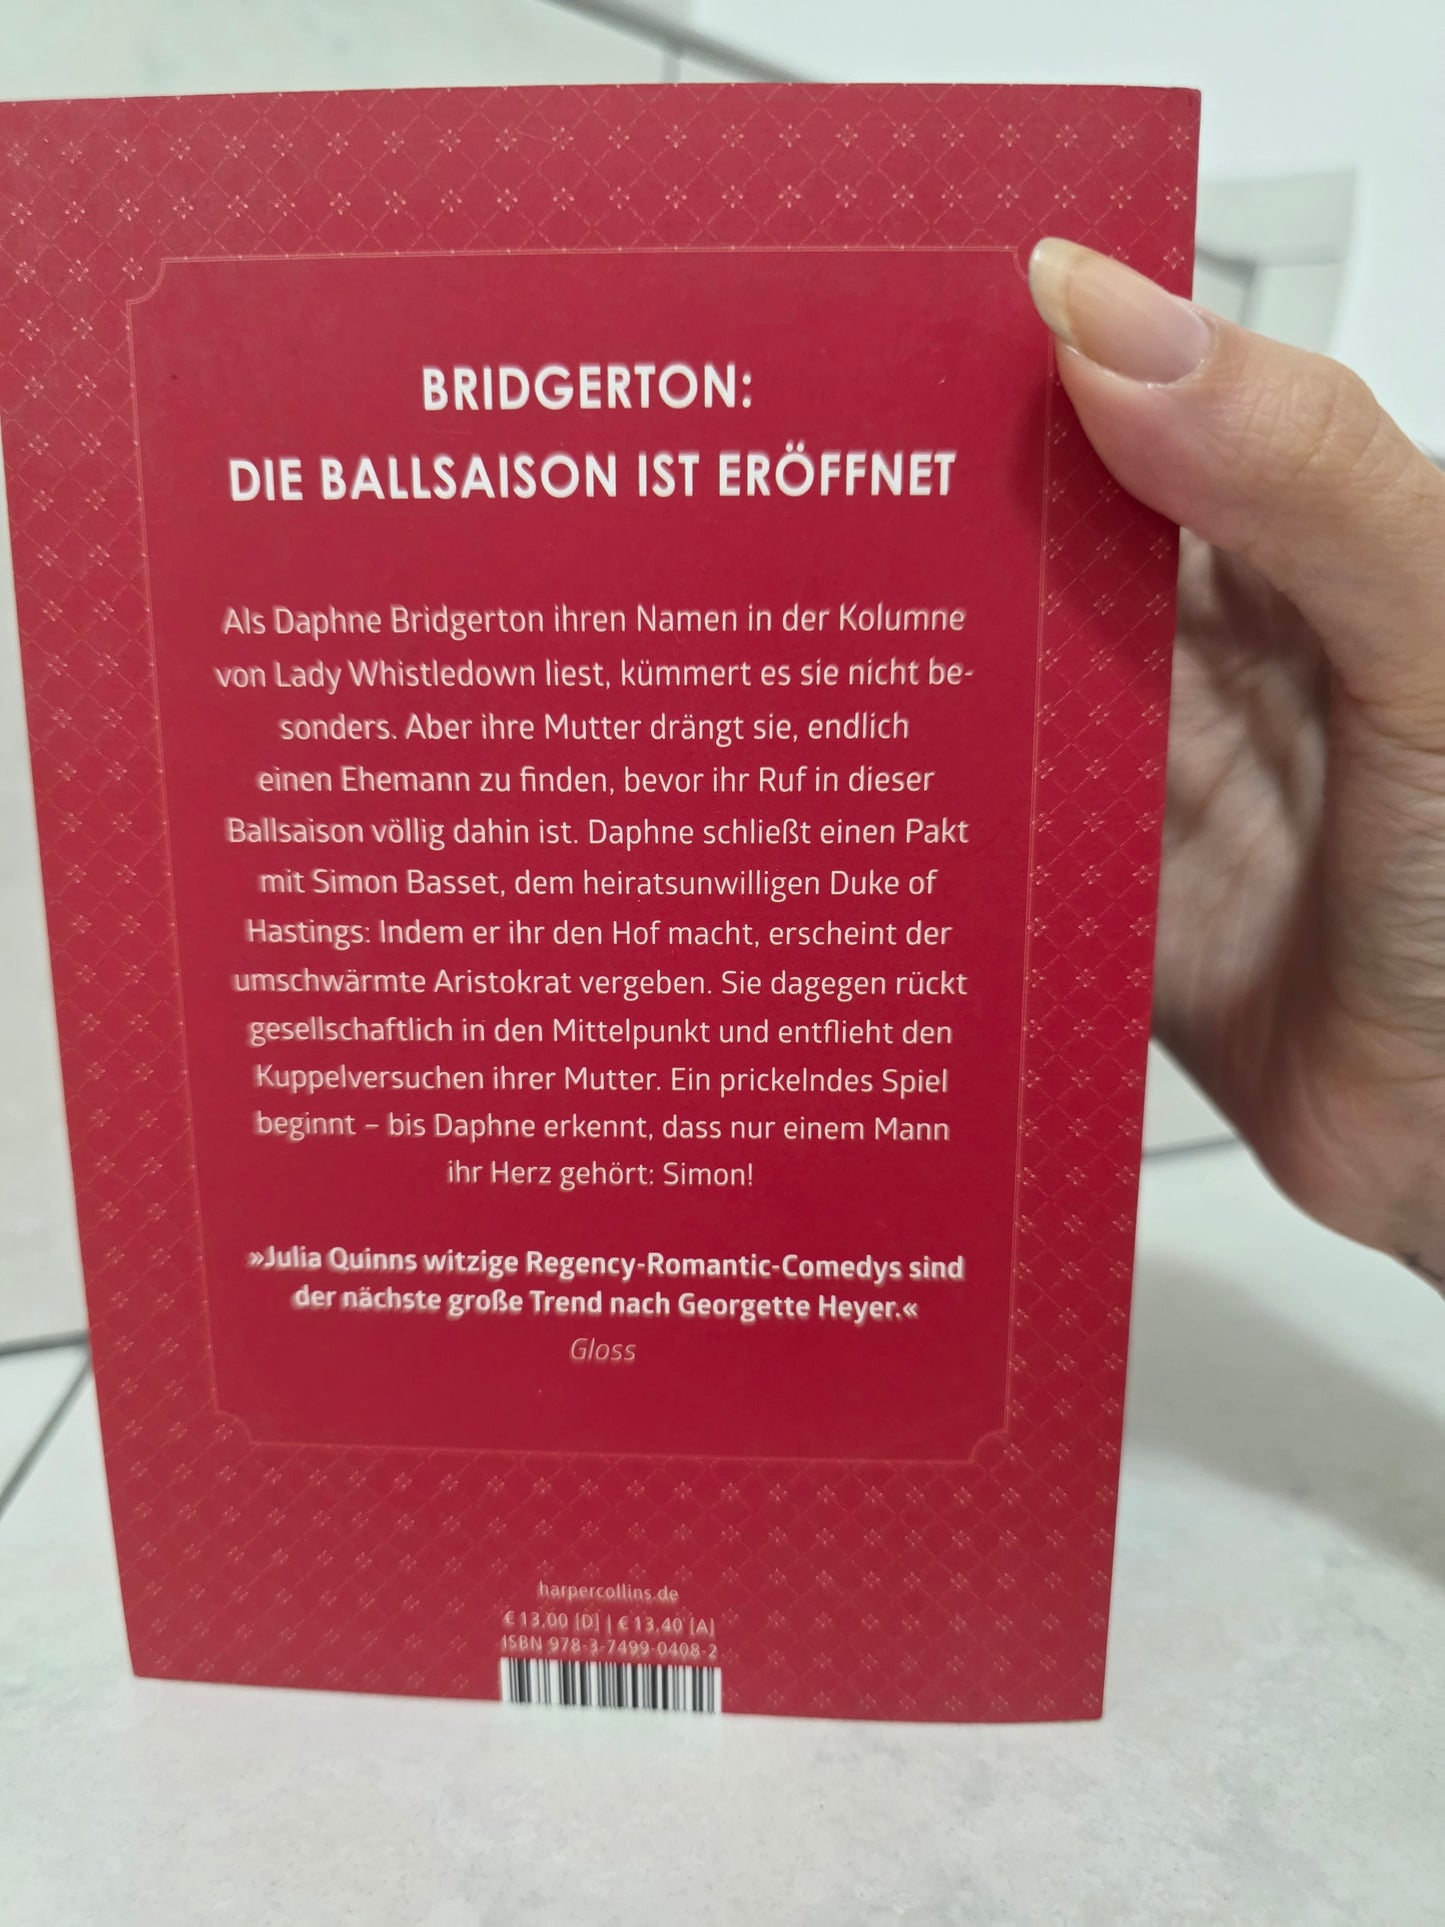 BRIDGERTON:
DIE BALLSAISON IST ERÖFFNET
Als Daphne Bridgerton ihren Namen in der Kolumne
von Lady Whistledown liest, kümmert es sie nicht be-
sonders. Aber ihre Mutter drängt sie, endlich
einen Ehemann zu finden, bevor ihr Ruf in dieser
Ballsaison völlig dahin ist. Daphne schließt einen Pakt
mit Simon Basset, dem heiratsunwilligen Duke of
Hastings: Indem er ihr den Hof macht, erscheint der
umschwärmte Aristokrat vergeben. Sie dagegen rückt
gesellschaftlich in den Mittelpunkt und entflieht den
Kuppelversuchen ihrer Mutter. Ein prickelndes Spiel
beginnt – bis Daphne erkennt, dass nur einem Mann
ihr Herz gehört: Simon!
»Julia Quinns witzige Regency-Romantic-Comedys sind
der nächste große Trend nach Georgette Heyer.«
Gloss
harpercollins.de
€ 13,00 [D] | € 13,40 [A]
ISBN 978-3-7499-0408-2